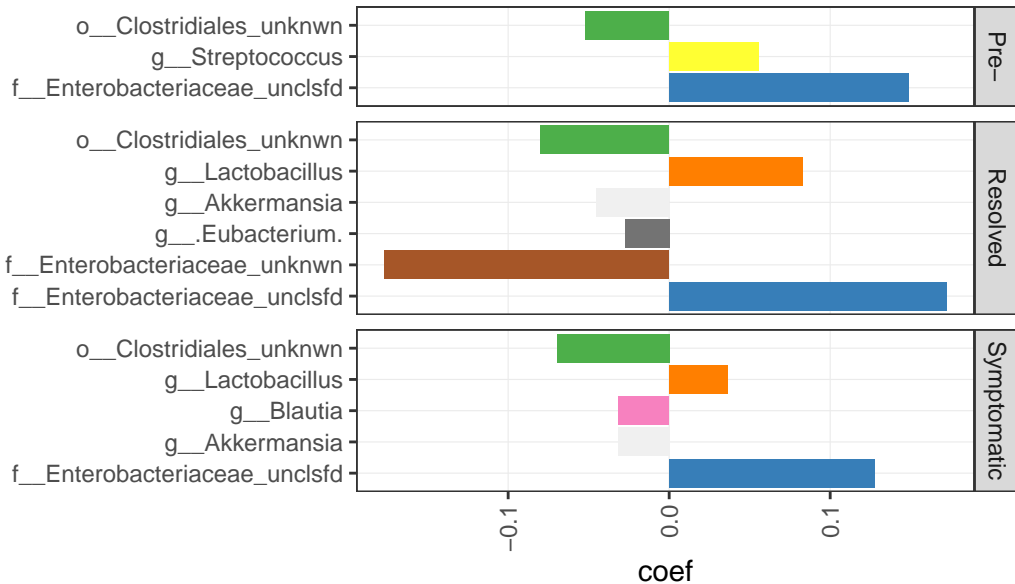 o__Clostridiales_unknwn
g__Streptococcus
f__Enterobacteriaceae_unclsfd
Pre−
o__Clostridiales_unknwn
g__Lactobacillus
g__Akkermansia
g__.Eubacterium.
f__Enterobacteriaceae_unknwn
f__Enterobacteriaceae_unclsfd
Resolved
o__Clostridiales_unknwn
g__Lactobacillus
g__Blautia
g__Akkermansia
f__Enterobacteriaceae_unclsfd
Symptomatic
−0.1
0.0
0.1
coef